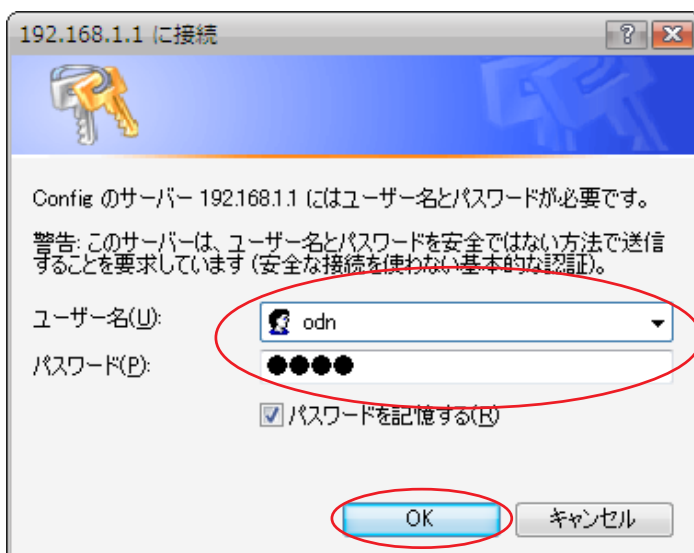 192.168.1.1 に接続
Config のサーバー 192.168.1.1 にはユーザー名とパスワードが必要です。
警告: このサーバーは、ユーザー名とパスワードを安全ではない方法で送信
することを要求しています (安全な接続を使わない基本的な認証)。
ユーザー名(U):
odn
パスワード(P):
●●●●
パスワードを記憶する(R)
OK
キャンセル